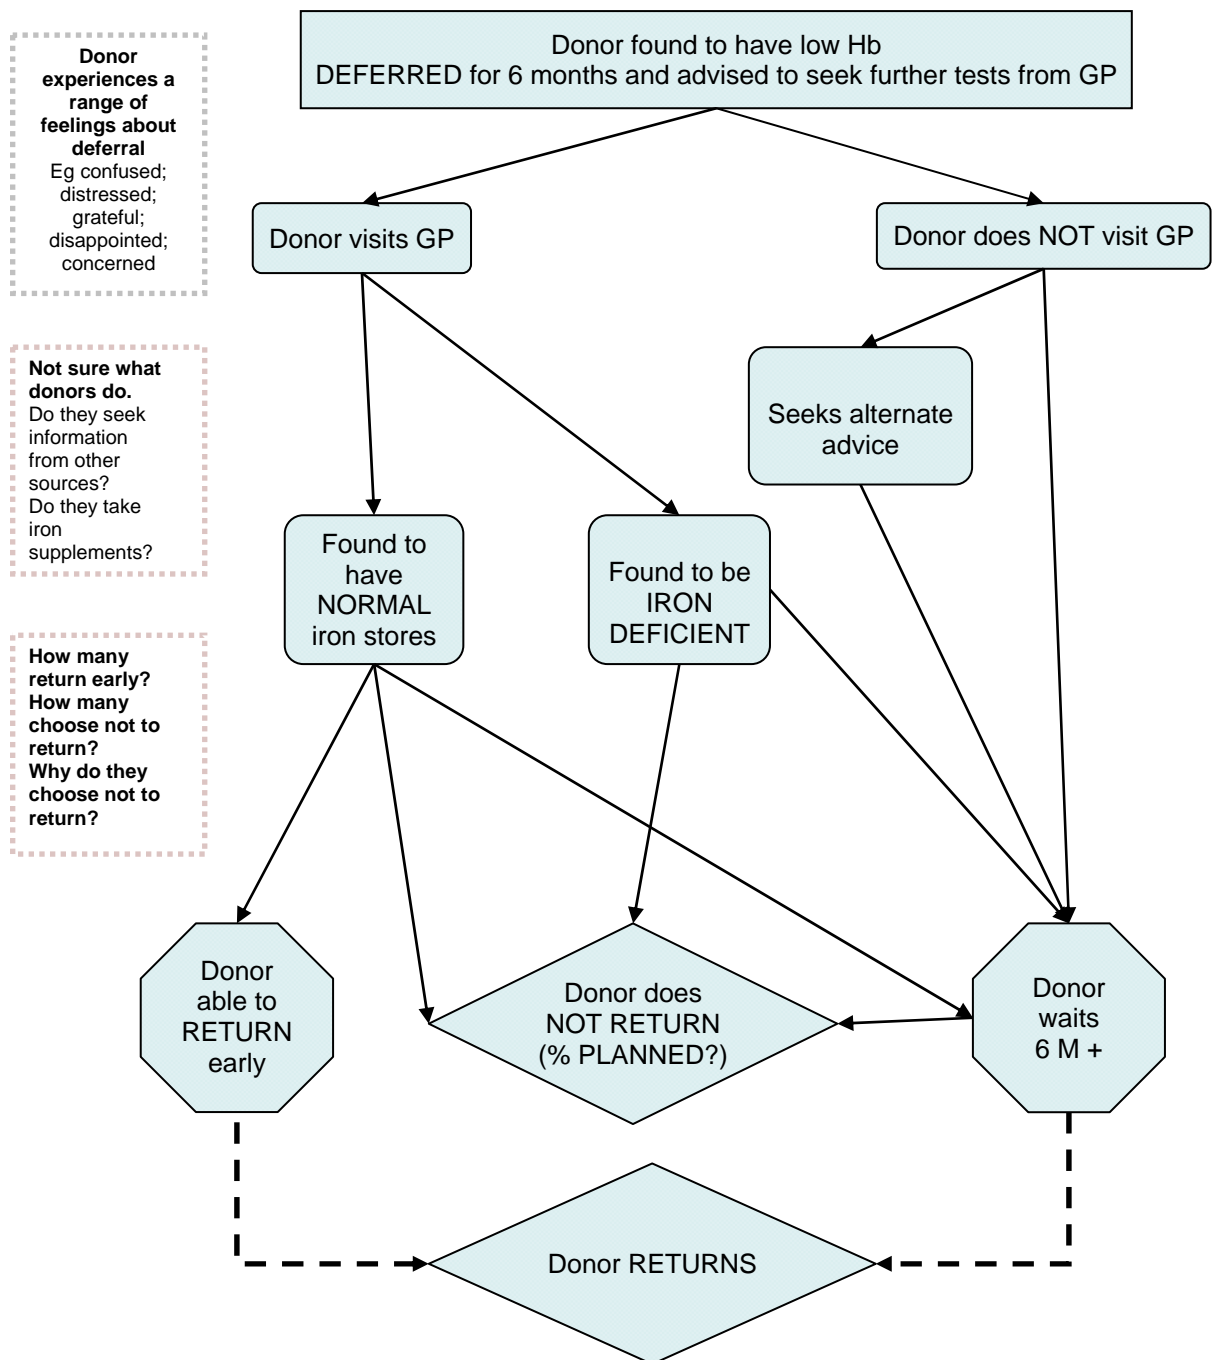 Donor found to have low Hb
DEFERRED for 6 months and advised to seek further tests from GP
Donor
experiences a
range of
feelings about
deferral
Eg confused;
distressed;
grateful;
disappointed;
concerned
Donor visits GP
Donor does NOT visit GP
Not sure what
donors do.
Do they seek
information
from other
sources?
Do they take
iron
supplements?
Seeks alternate
advice
Found to
have
NORMAL
iron stores
Found to be
IRON
DEFICIENT
How many
return early?
How many
choose not to
return?
Why do they
choose not to
return?
Donor
able to
RETURN
early
Donor does
NOT RETURN
(% PLANNED?)
Donor
waits
6 M +
Donor RETURNS